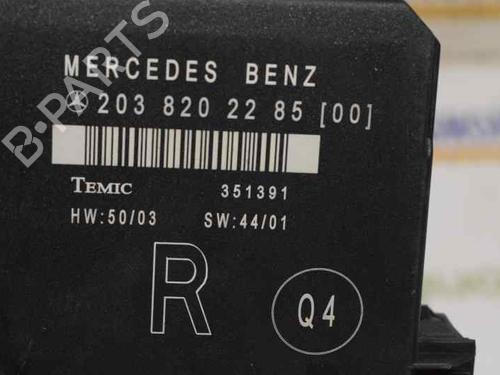 MERCEDES BENZ
203 820 22 85 [00]
TEMIC 351391
HW:50/03 SW:44/01
R
Q4
B-PARTS